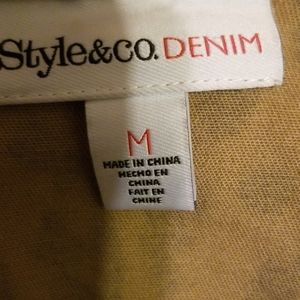 Style&co. DENIM
M
MADE IN CHINA
HECHO EN
CHINA
FAIT EN
CHINE